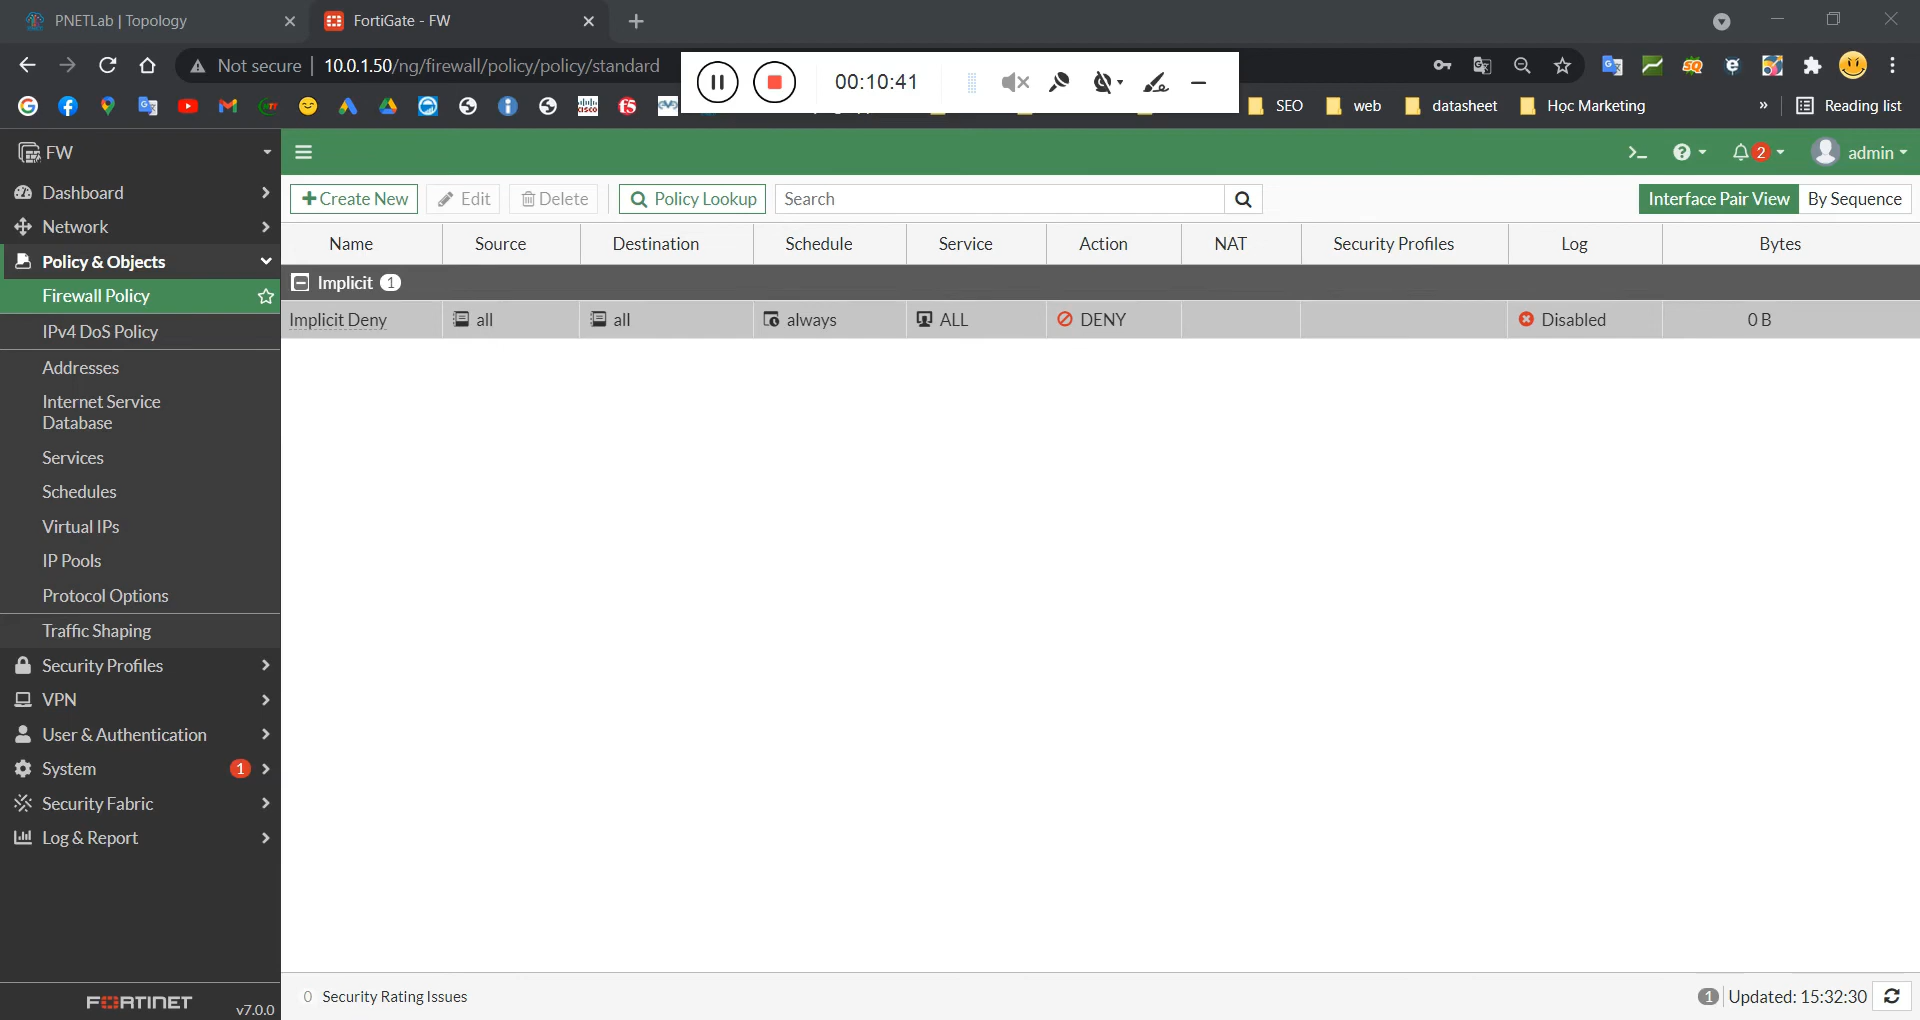 PNETLab | Topology
FortiGate - FW
Not secure
10.0.1.50/ng/firewall/policy/policy/standard
00:10:41
SEO
web
datasheet
Học Marketing
»
Reading list
FW
2
admin
Dashboard
Network
Policy & Objects
Firewall Policy
IPv4 DoS Policy
Addresses
Internet Service
Database
Services
Schedules
Virtual IPs
IP Pools
Protocol Options
Traffic Shaping
Security Profiles
VPN
User & Authentication
System 1
Security Fabric
Log & Report
FORTINET v7.0.0
Create New Edit Delete Policy Lookup Search Interface Pair View By Sequence
Name Source Destination Schedule Service Action NAT Security Profiles Log Bytes
Implicit 1
Implicit Deny all all always ALL DENY Disabled 0 B
0 Security Rating Issues
1 Updated: 15:32:30